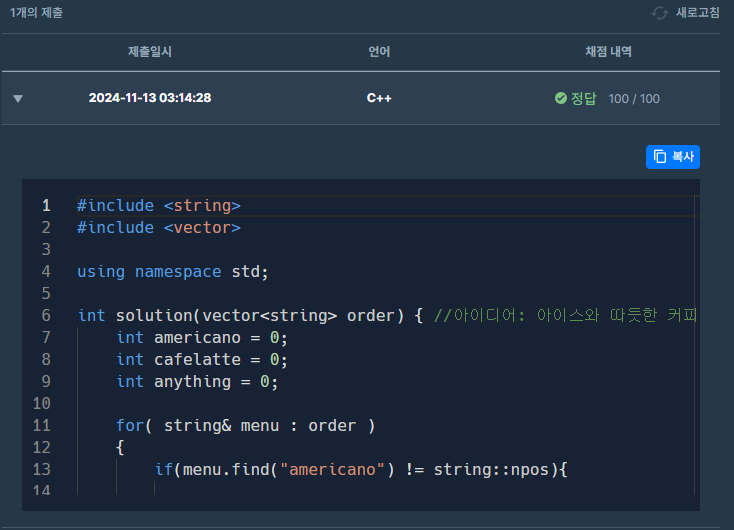 1개의 제출 새로고침
제출일시 언어 채점 내역
2024-11-13 03:14:28 C++ 정답 100 / 100
복사
1 #include <string>
2 #include <vector>
3
4 using namespace std;
5
6 int solution(vector<string> order) { //아이디어: 아이스와 따듯한 커피
7     int americano = 0;
8     int cafelatte = 0;
9     int anything = 0;
10
11     for( string& menu : order )
12     {
13         if(menu.find("americano") != string::npos){
14